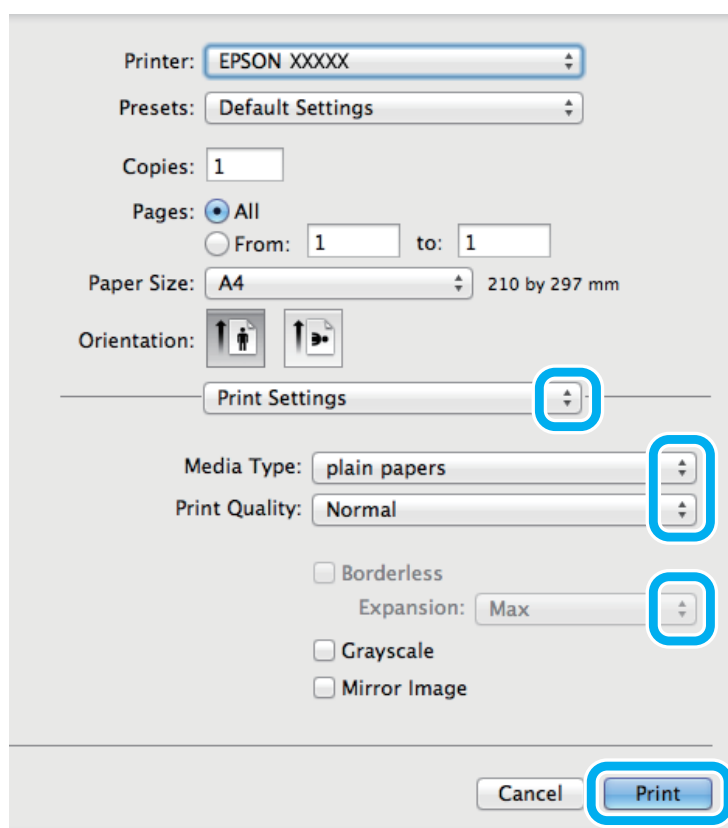 Printer: EPSON XXXXX
Presets: Default Settings
Copies: 1
Pages: All
From: 1 to: 1
Paper Size: A4 210 by 297 mm
Orientation:
Print Settings
Media Type: plain papers
Print Quality: Normal
Borderless
Expansion: Max
Grayscale
Mirror Image
Cancel Print